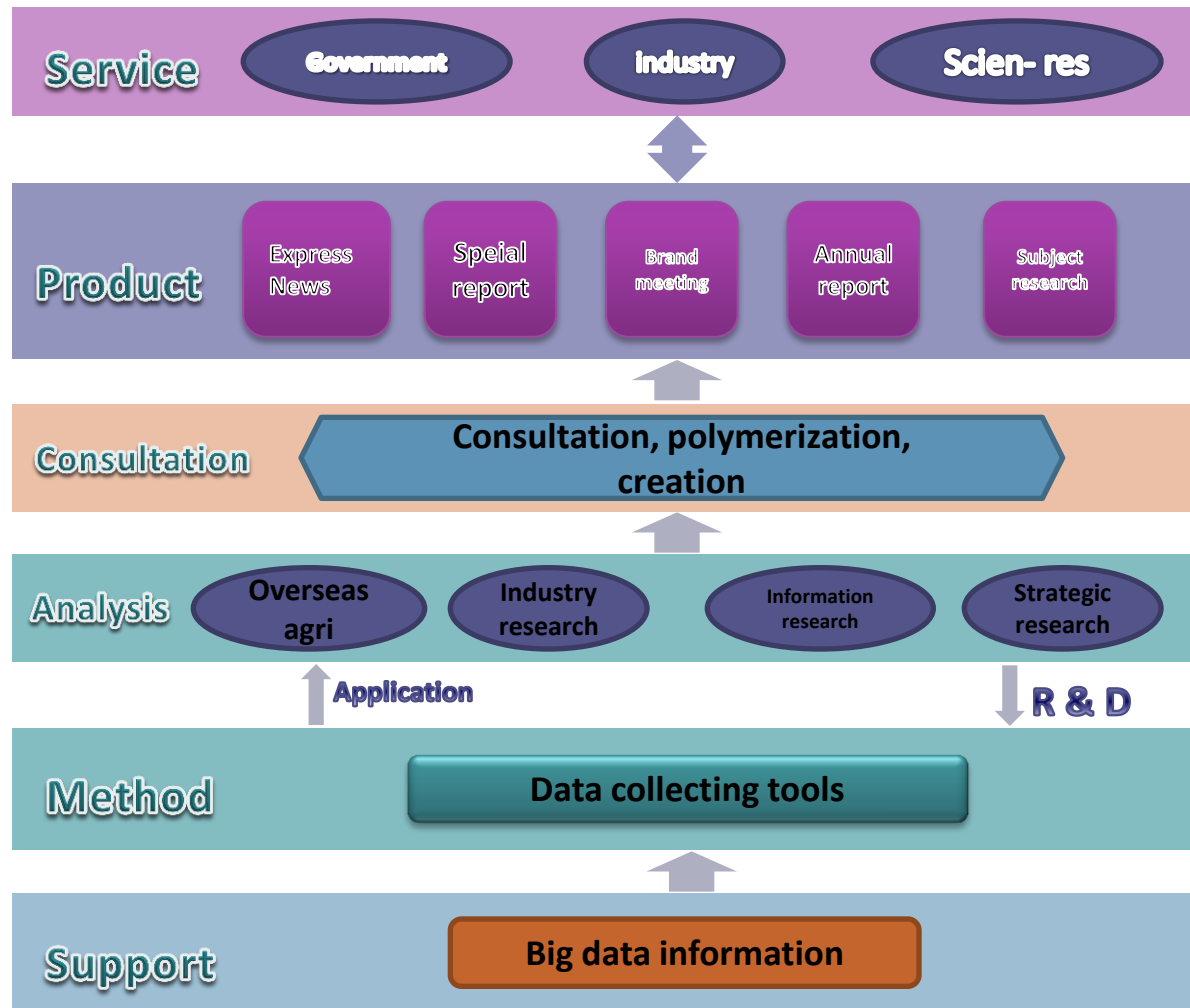 Service
Government
industry
Scien- res
Product
Express
News
Speial
report
Brand
meeting
Annual
report
Subject
research
Consultation
Consultation, polymerization,
creation
Analysis
Overseas
agri
Industry
research
Information
research
Strategic
research
Application
R & D
Method
Data collecting tools
Support
Big data information